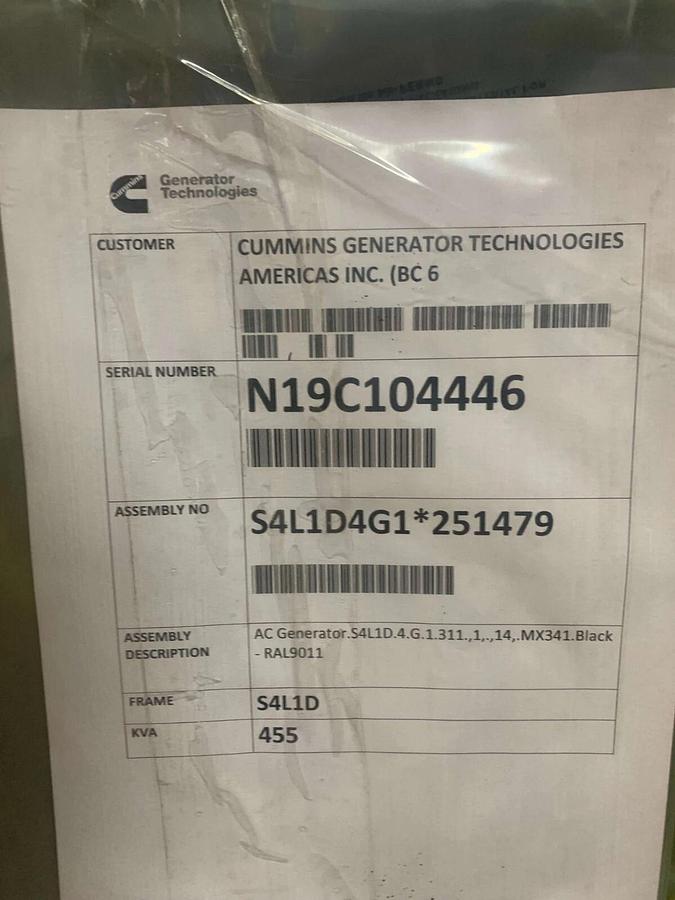 Cummins
Generator
Technologies
CUSTOMER
CUMMINS GENERATOR TECHNOLOGIES
AMERICAS INC. (BC 6
SERIAL NUMBER
N19C104446
ASSEMBLY NO
S4L1D4G1*251479
ASSEMBLY
DESCRIPTION
AC Generator.S4L1D.4.G.1.311.,1,.,14,.MX341.Black
- RAL9011
FRAME
S4L1D
KVA
455